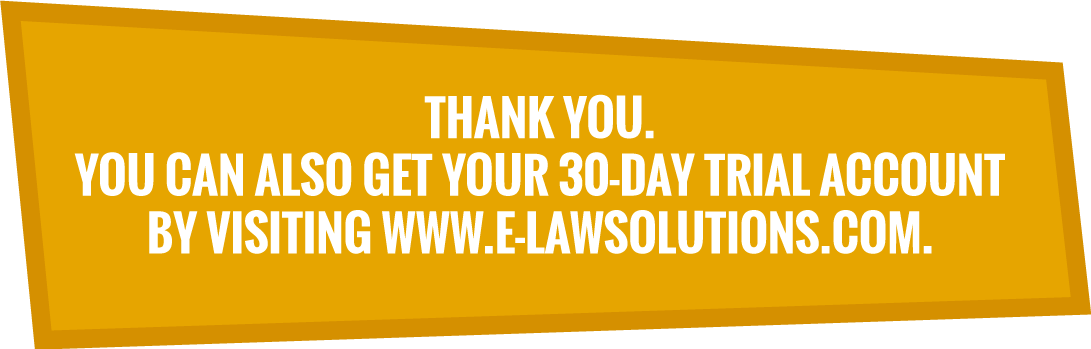 THANK YOU.
YOU CAN ALSO GET YOUR 30-DAY TRIAL ACCOUNT
BY VISITING WWW.E-LAWSOLUTIONS.COM.